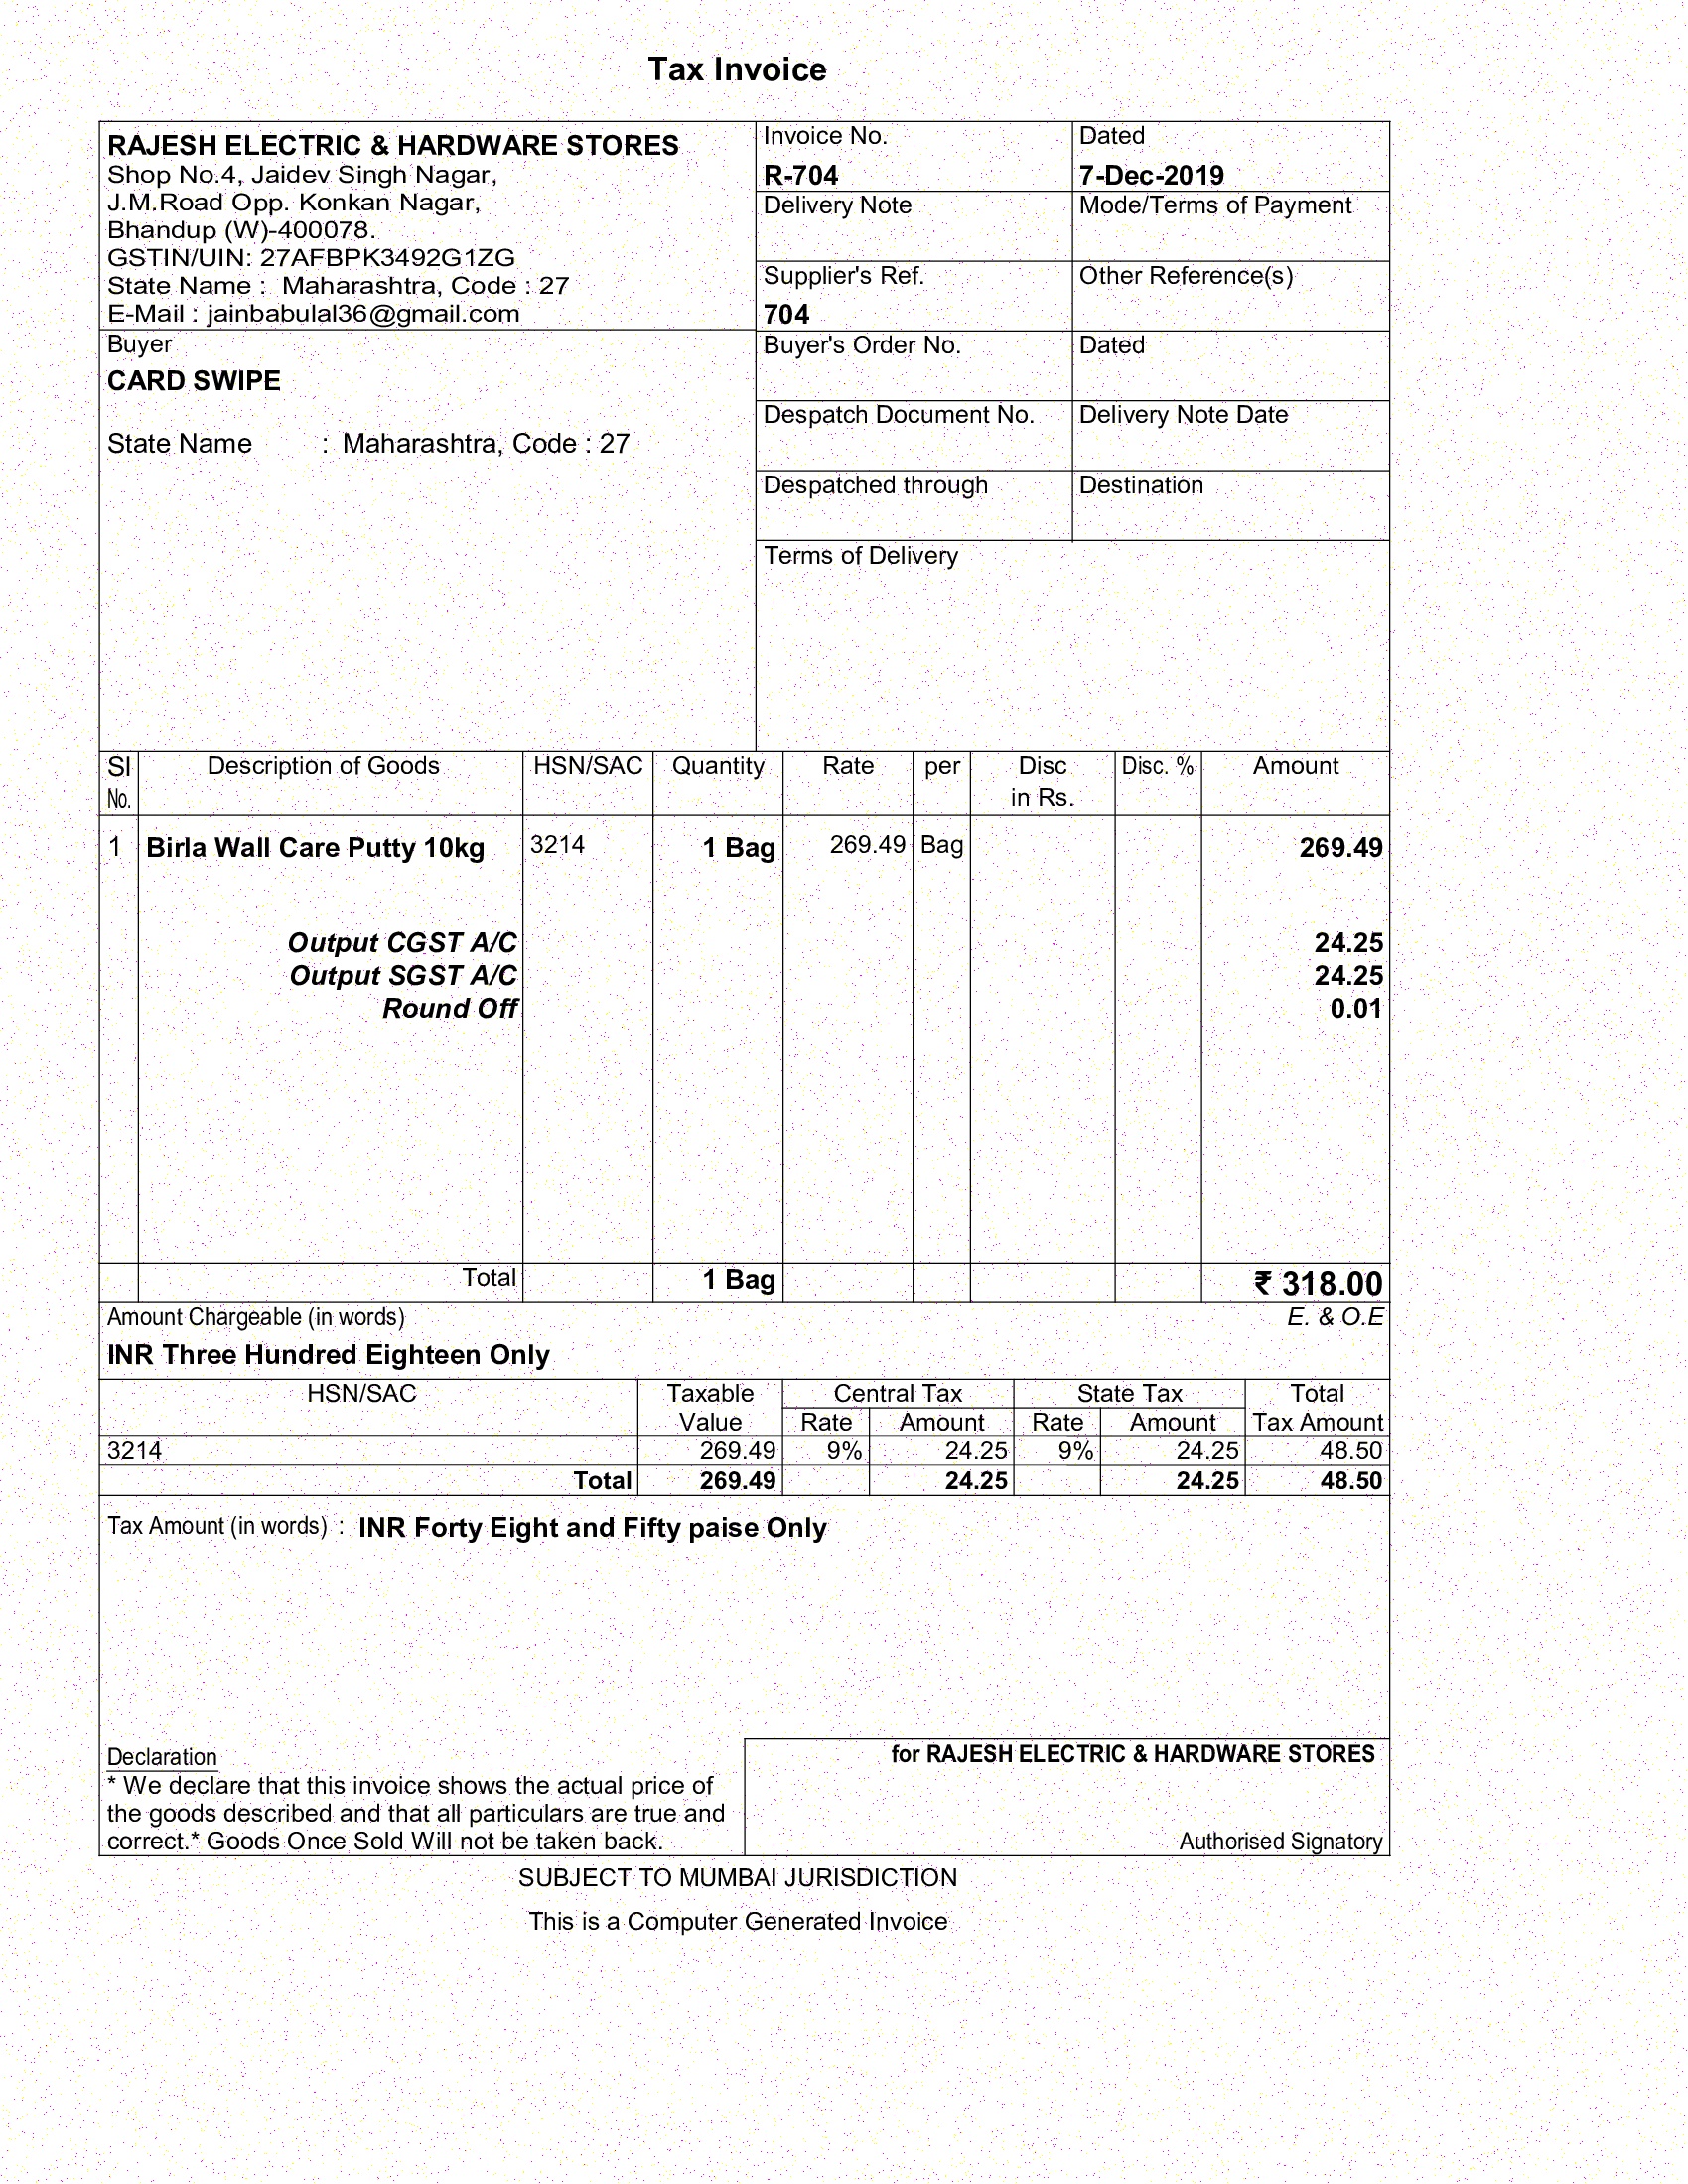 Tax Invoice
RAJESH ELECTRIC & HARDWARE STORES
Shop No.4, Jaidev Singh Nagar,
J.M.Road Opp. Konkan Nagar,
Bhandup (W)-400078.
GSTIN/UIN: 27AFBPK3492G1ZG
State Name : Maharashtra, Code : 27
E-Mail : jainbabulal36@gmail.com
Buyer
CARD SWIPE
State Name : Maharashtra, Code : 27
Invoice No. Dated
R-704 7-Dec-2019
Delivery Note Mode/Terms of Payment
Supplier's Ref. Other Reference(s)
704
Buyer's Order No. Dated
Despatch Document No. Delivery Note Date
Despatched through Destination
Terms of Delivery
Sl Description of Goods HSN/SAC Quantity Rate per Disc Disc. % Amount
No. in Rs.
1 Birla Wall Care Putty 10kg 3214 1 Bag 269.49 Bag 269.49
Output CGST A/C 24.25
Output SGST A/C 24.25
Round Off 0.01
Total 1 Bag ₹ 318.00
Amount Chargeable (in words) E. & O.E
INR Three Hundred Eighteen Only
HSN/SAC Taxable Central Tax State Tax Total
Value Rate Amount Rate Amount Tax Amount
3214 269.49 9% 24.25 9% 24.25 48.50
Total 269.49 24.25 24.25 48.50
Tax Amount (in words) : INR Forty Eight and Fifty paise Only
Declaration
* We declare that this invoice shows the actual price of
the goods described and that all particulars are true and
correct.* Goods Once Sold Will not be taken back.
for RAJESH ELECTRIC & HARDWARE STORES
Authorised Signatory
SUBJECT TO MUMBAI JURISDICTION
This is a Computer Generated Invoice